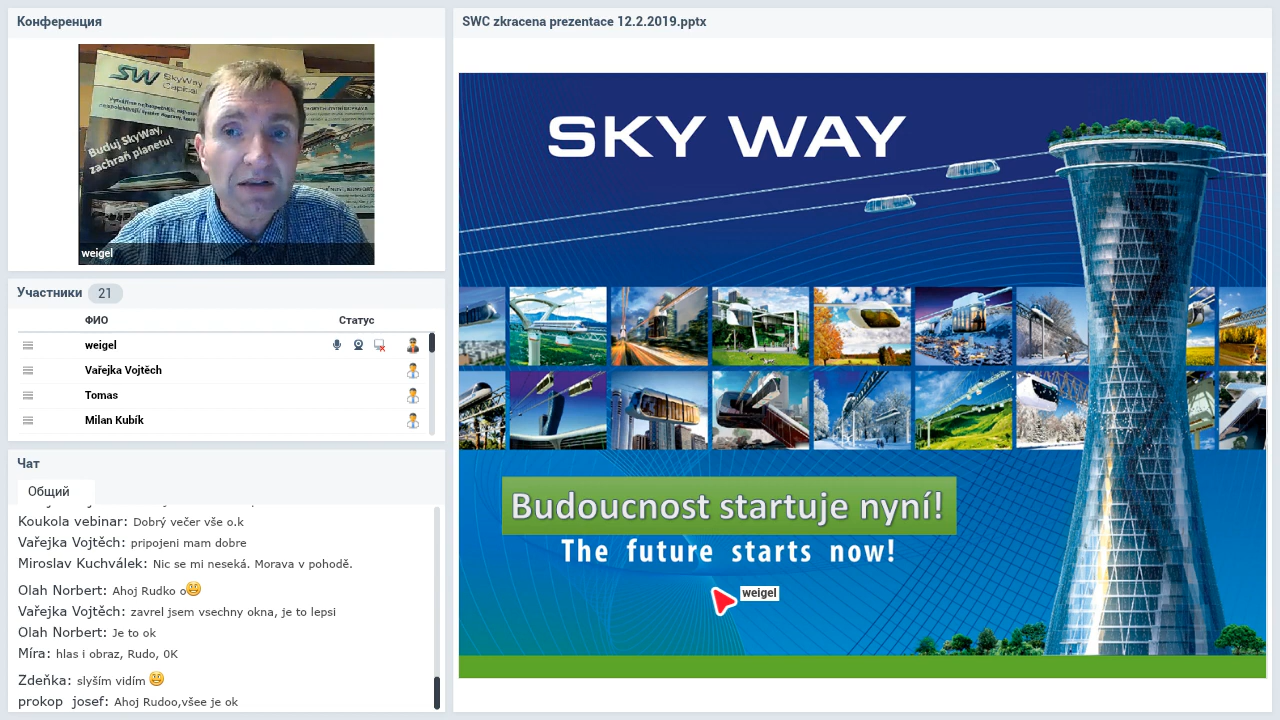 Конференция
SW SkyWay
Capital
Buduj SkyWay,
zachraň planetu!
weigel
Участники 21
ФИО Статус
weigel
Vařejka Vojtěch
Tomas
Milan Kubík
Чат
Общий
Koukola vebinar: Dobrý večer vše o.k
Vařejka Vojtěch: pripojeni mam dobre
Miroslav Kuchválek: Nic se mi neseká. Morava v pohodě.
Olah Norbert: Ahoj Rudko o
Vařejka Vojtěch: zavrel jsem vsechny okna, je to lepsi
Olah Norbert: Je to ok
Míra: hlas i obraz, Rudo, 0K
Zdeňka: slyším vidím
prokop josef: Ahoj Rudoo,všee je ok
SWC zkracena prezentace 12.2.2019.pptx
SKY WAY
Budoucnost startuje nyní!
The future starts now!
weigel